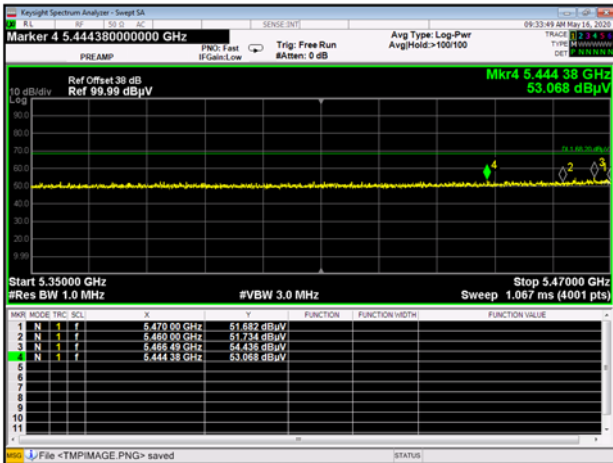 Keysight Spectrum Analyzer - Swept SA
RL RF 50 Ω AC SENSE:INT 09:33:49 AM May 16, 2020
Marker 4 5.444380000000 GHz
PREAMP
PNO: Fast
IFGain:Low
Trig: Free Run
#Atten: 0 dB
Avg Type: Log-Pwr
Avg|Hold:>100/100
TRACE 1 2 3 4 5 6
TYPE M WWWWW
DET P N N N N N
Ref Offset 38 dB
10 dB/div Ref 99.99 dBµV
Log
Mkr4 5.444 38 GHz
53.068 dBµV
90.0
80.0
70.0
60.0
50.0
40.0
30.0
20.0
9.99
4
2
3
1
Start 5.35000 GHz
#Res BW 1.0 MHz
#VBW 3.0 MHz
Stop 5.47000 GHz
Sweep 1.067 ms (4001 pts)
MKR MODE TRC SCL X Y FUNCTION FUNCTION WIDTH FUNCTION VALUE
1 N 1 f 5.470 00 GHz 51.682 dBµV
2 N 1 f 5.460 00 GHz 51.734 dBµV
3 N 1 f 5.466 49 GHz 54.436 dBµV
4 N 1 f 5.444 38 GHz 53.068 dBµV
5
6
7
8
9
10
11
MSG File <TMPIMAGE.PNG> saved STATUS